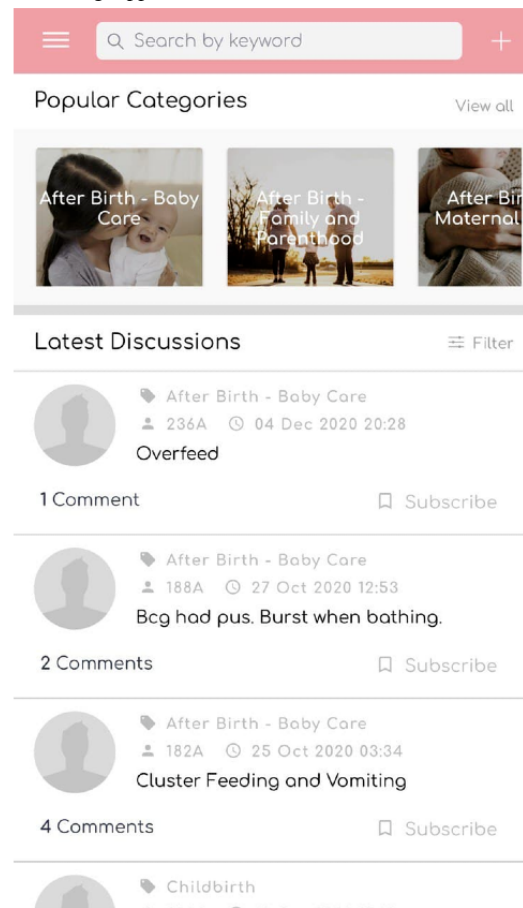 Search by keyword
Popular Categories
View all
After Birth - Baby
Care
After Birth -
Family and
Parenthood
After Bir
Maternal
Latest Discussions
Filter
After Birth - Baby Care
236A 04 Dec 2020 20:28
Overfeed
1 Comment
Subscribe
After Birth - Baby Care
188A 27 Oct 2020 12:53
Bcg had pus. Burst when bathing.
2 Comments
Subscribe
After Birth - Baby Care
182A 25 Oct 2020 03:34
Cluster Feeding and Vomiting
4 Comments
Subscribe
Childbirth